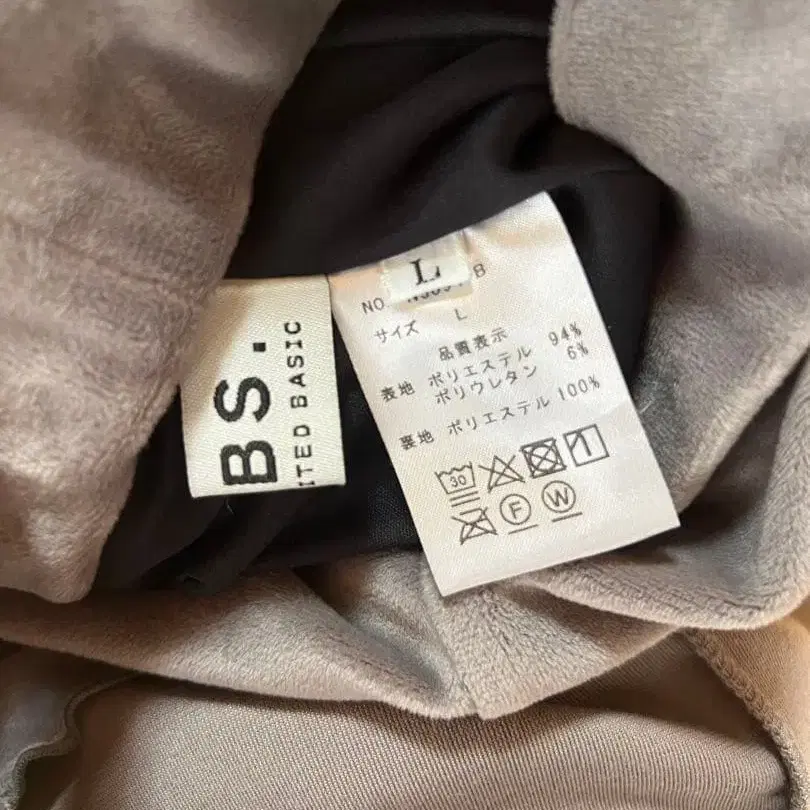 BS.
ITED BASIC
L
NO
B
サイズ L
品質表示
表地 ポリエステル 94%
ポリウレタン 6%
裏地 ポリエステル 100%
30
F W